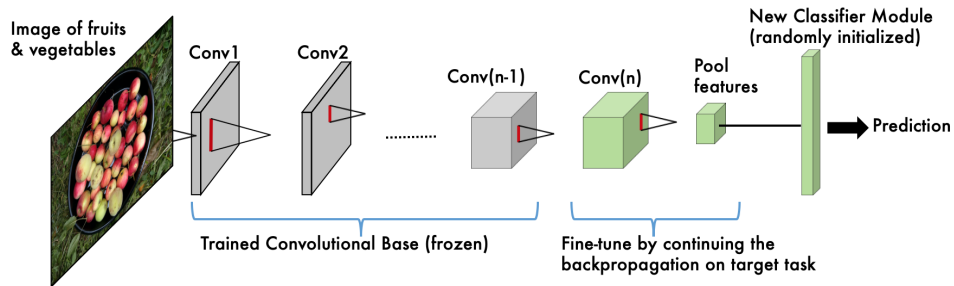 Image of fruits
& vegetables
Conv1
Conv2
Conv(n-1)
Conv(n)
Pool
features
New Classifier Module
(randomly initialized)
Prediction
Trained Convolutional Base (frozen)
Fine-tune by continuing the
backpropagation on target task